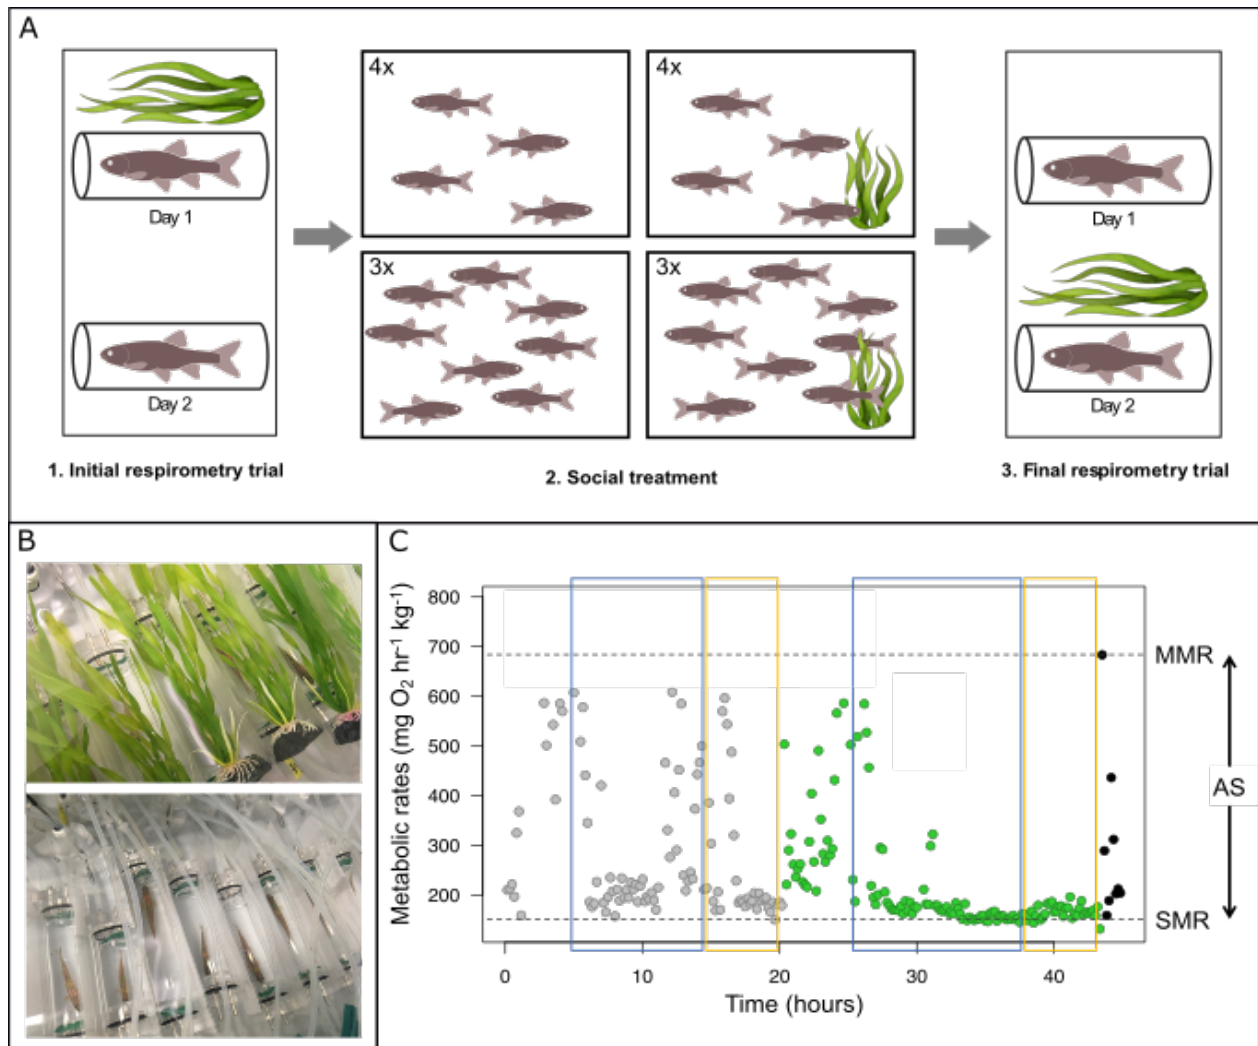 A
4x
4x
Day 1
Day 1
3x
3x
Day 2
Day 2
1. Initial respirometry trial
2. Social treatment
3. Final respirometry trial
B
C
Metabolic rates (mg O₂ hr⁻¹ kg⁻¹)
800
700
600
500
400
300
200
MMR
AS
SMR
0
10
20
30
40
Time (hours)